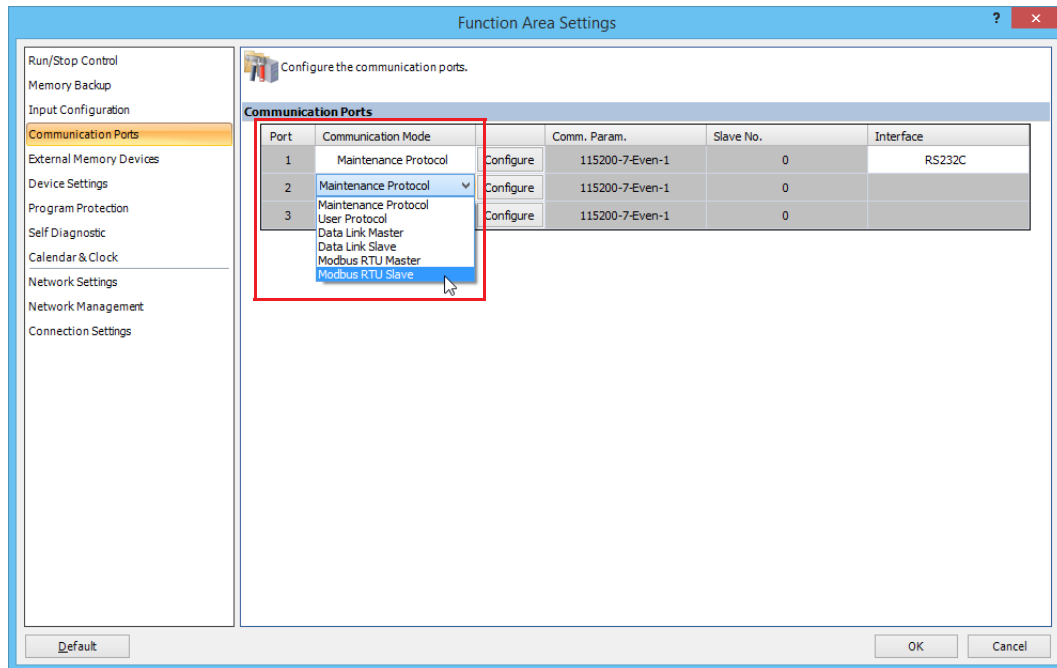 Function Area Settings
? ×
Run/Stop Control
Memory Backup
Input Configuration
Communication Ports
External Memory Devices
Device Settings
Program Protection
Self Diagnostic
Calendar & Clock
Network Settings
Network Management
Connection Settings
Configure the communication ports.
Communication Ports
Port Communication Mode Comm. Param. Slave No. Interface
1 Maintenance Protocol Configure 115200-7-Even-1 0 RS232C
2 Maintenance Protocol Configure 115200-7-Even-1 0
3 Configure 115200-7-Even-1 0
Maintenance Protocol
User Protocol
Data Link Master
Data Link Slave
Modbus RTU Master
Modbus RTU Slave
Default OK Cancel